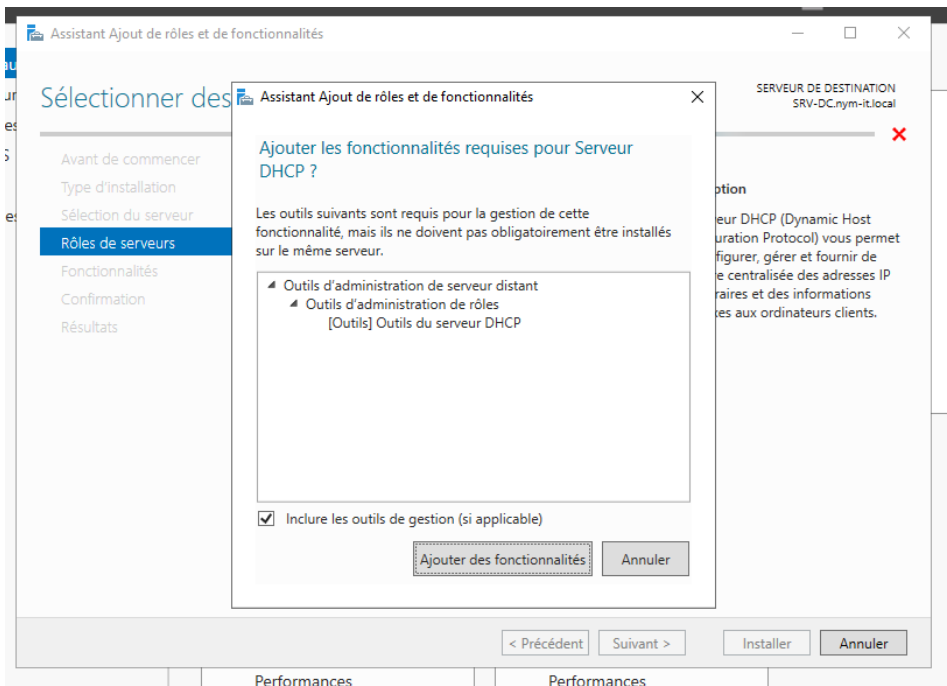 Assistant Ajout de rôles et de fonctionnalités
Sélectionner des
SERVEUR DE DESTINATION
SRV-DC.nym-it.local
Avant de commencer
Type d'installation
Sélection du serveur
Rôles de serveurs
Fonctionnalités
Confirmation
Résultats
Assistant Ajout de rôles et de fonctionnalités
Ajouter les fonctionnalités requises pour Serveur
DHCP ?
Les outils suivants sont requis pour la gestion de cette
fonctionnalité, mais ils ne doivent pas obligatoirement être installés
sur le même serveur.
Outils d'administration de serveur distant
Outils d'administration de rôles
[Outils] Outils du serveur DHCP
Inclure les outils de gestion (si applicable)
Ajouter des fonctionnalités
Annuler
ption
eur DHCP (Dynamic Host
uration Protocol) vous permet
figurer, gérer et fournir de
e centralisée des adresses IP
raires et des informations
es aux ordinateurs clients.
< Précédent
Suivant >
Installer
Annuler
Performances
Performances